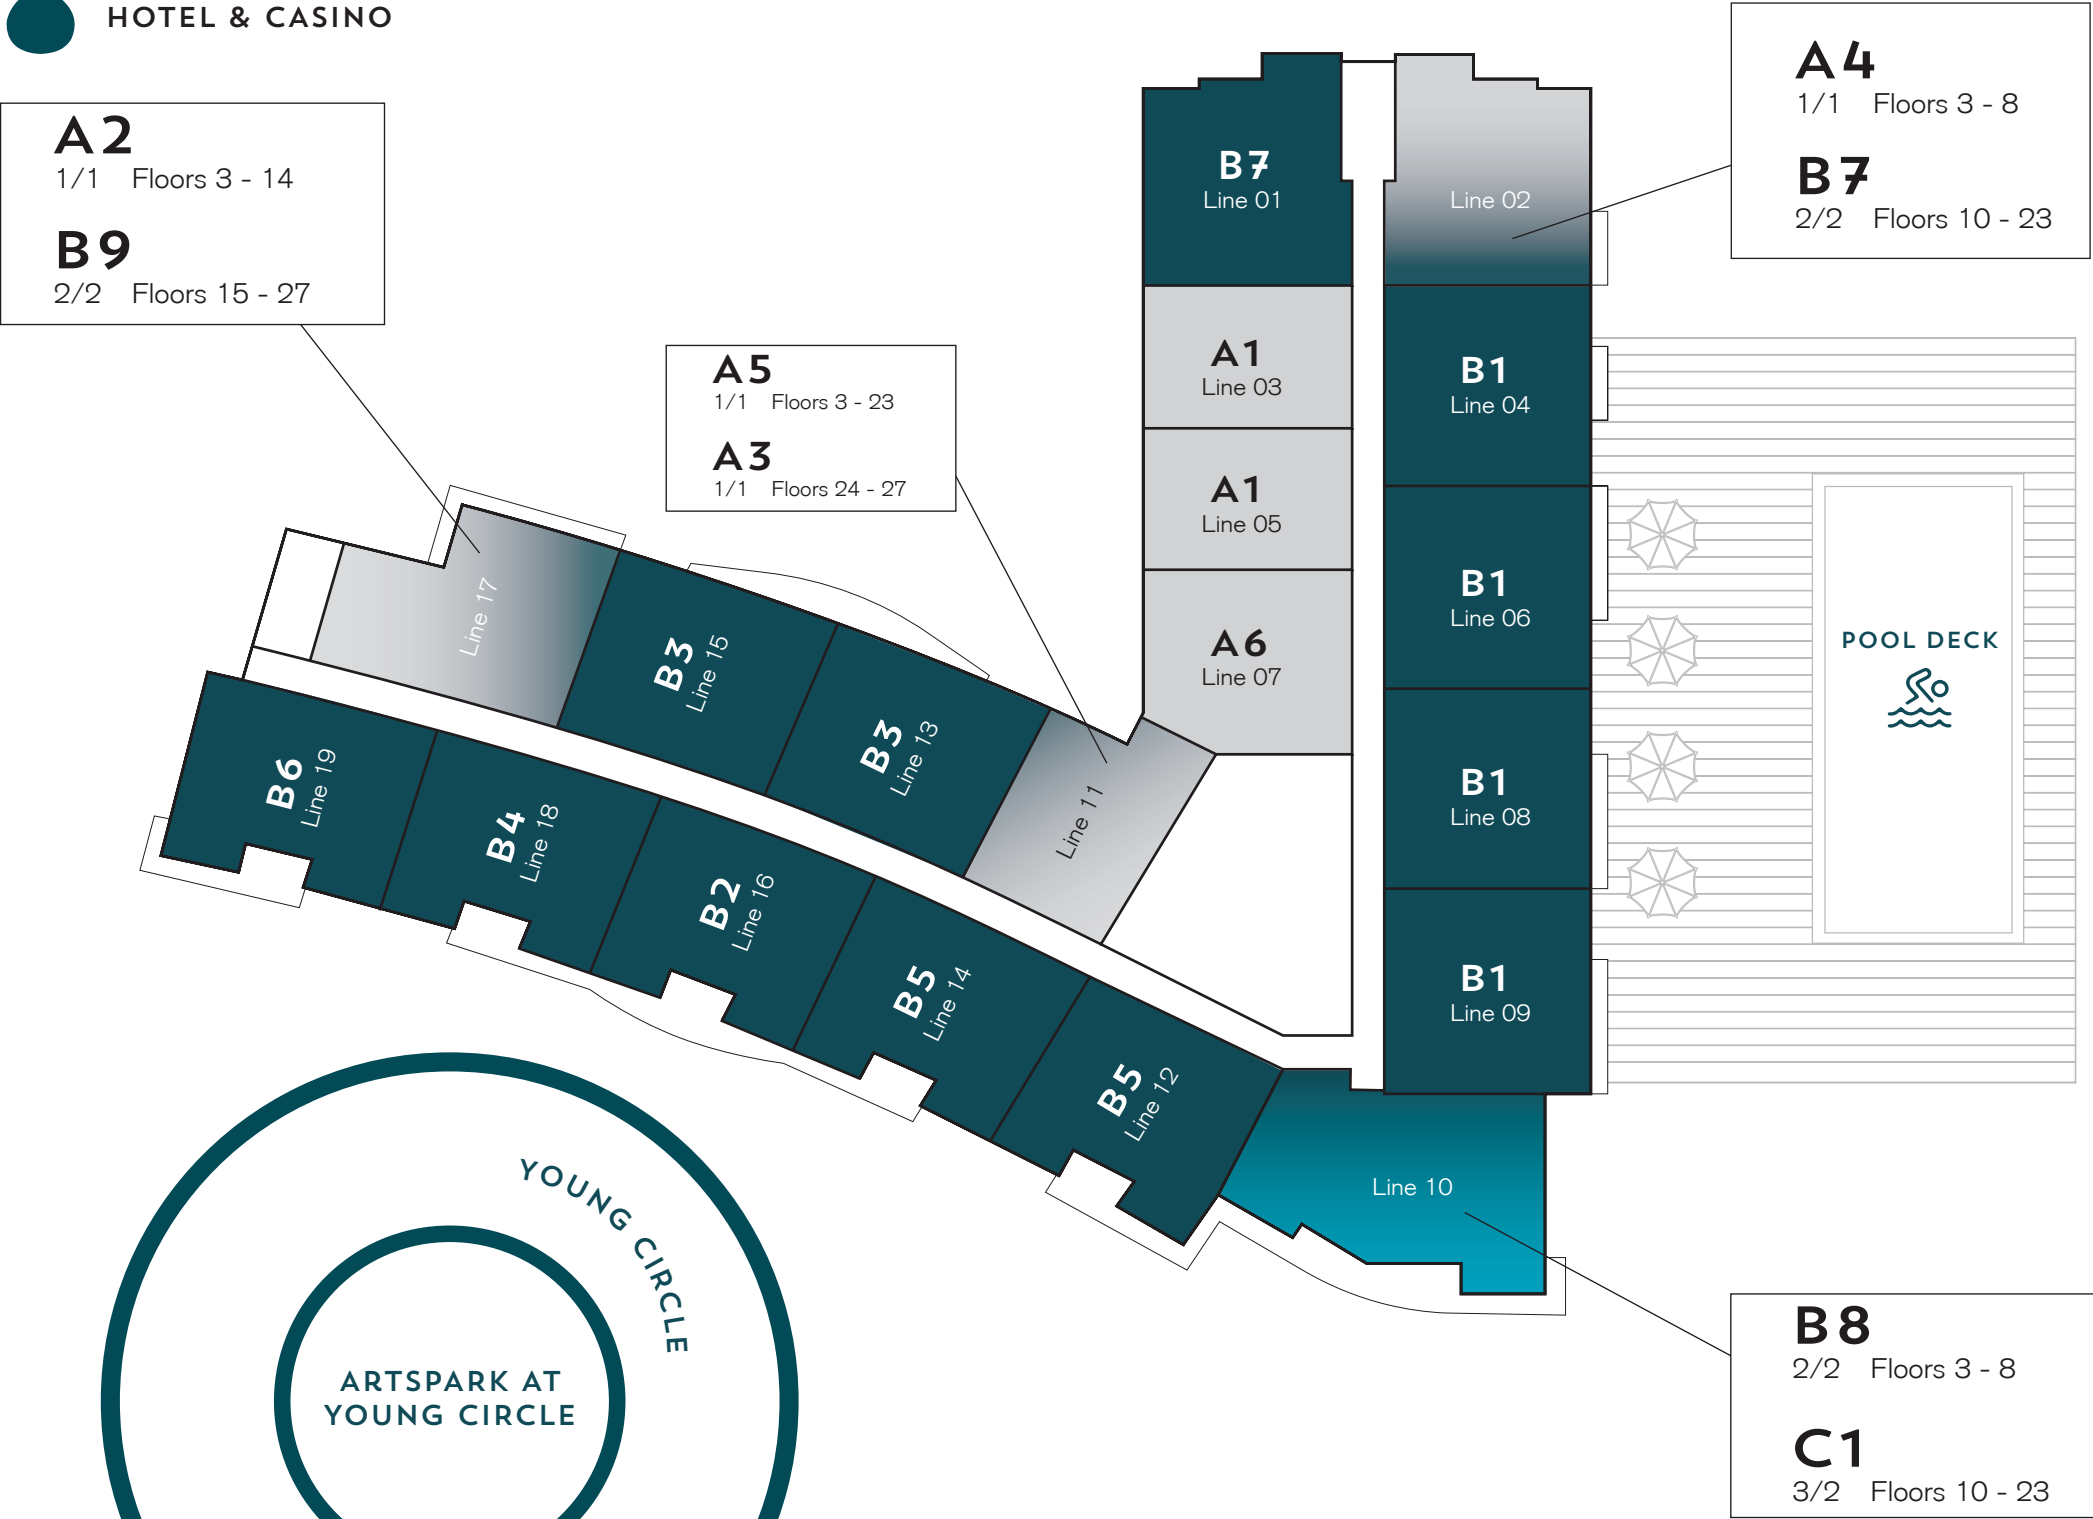 HOTEL & CASINO
A2
1/1 Floors 3 - 14
B9
2/2 Floors 15 - 27
A5
1/1 Floors 3 - 23
A3
1/1 Floors 24 - 27
A4
1/1 Floors 3 - 8
B7
2/2 Floors 10 - 23
B7
Line 01
Line 02
A1
Line 03
B1
Line 04
A1
Line 05
B1
Line 06
A6
Line 07
B1
Line 08
B1
Line 09
POOL DECK
Line 17
B3
Line 15
B3
Line 13
Line 11
B6
Line 19
B4
Line 18
B2
Line 16
B5
Line 14
B5
Line 12
Line 10
YOUNG CIRCLE
ARTSPARK AT
YOUNG CIRCLE
B8
2/2 Floors 3 - 8
C1
3/2 Floors 10 - 23